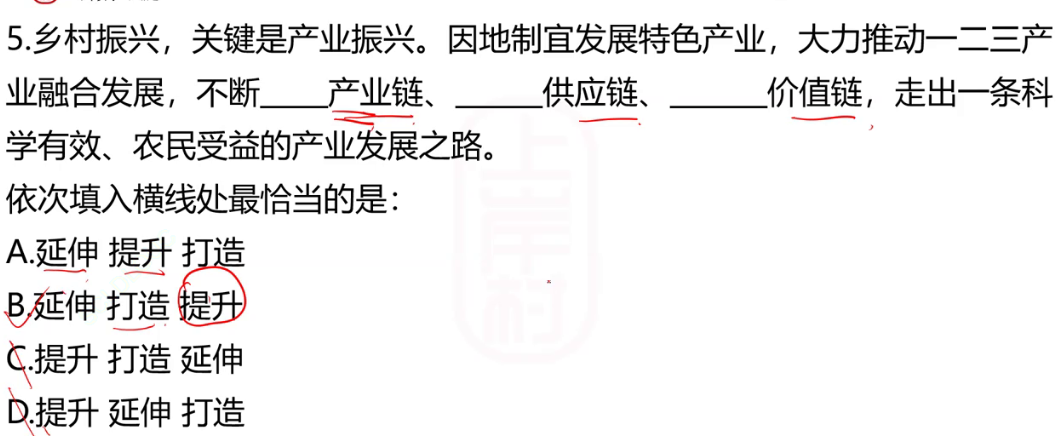 5.乡村振兴，关键是产业振兴。因地制宜发展特色产业，大力推动一二三产
业融合发展，不断____产业链、_____供应链、_____价值链，走出一条科
学有效、农民受益的产业发展之路。
依次填入横线处最恰当的是：
A.延伸 提升 打造
B.延伸 打造 提升
C.提升 打造 延伸
D.提升 延伸 打造
上岸村